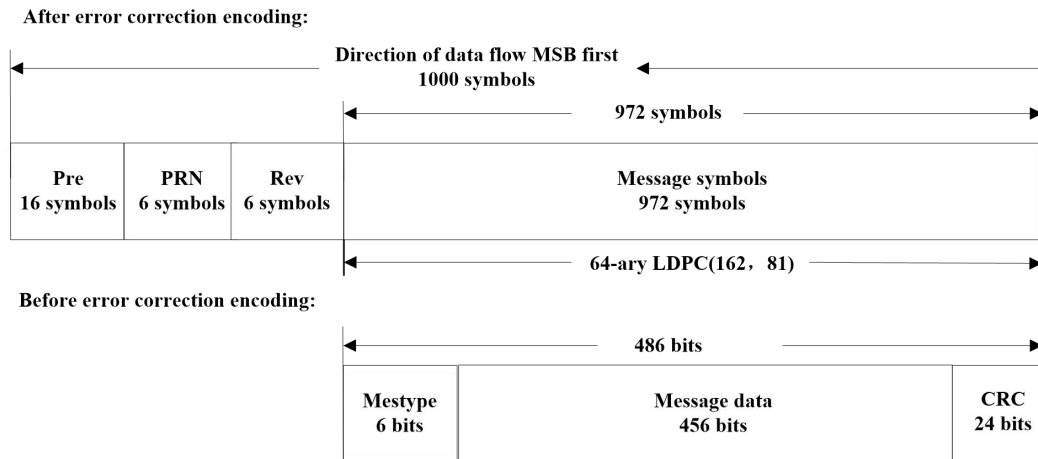 After error correction encoding:
Direction of data flow MSB first
1000 symbols
972 symbols
Pre
16 symbols
PRN
6 symbols
Rev
6 symbols
Message symbols
972 symbols
64-ary LDPC(162，81)
Before error correction encoding:
486 bits
Mestype
6 bits
Message data
456 bits
CRC
24 bits